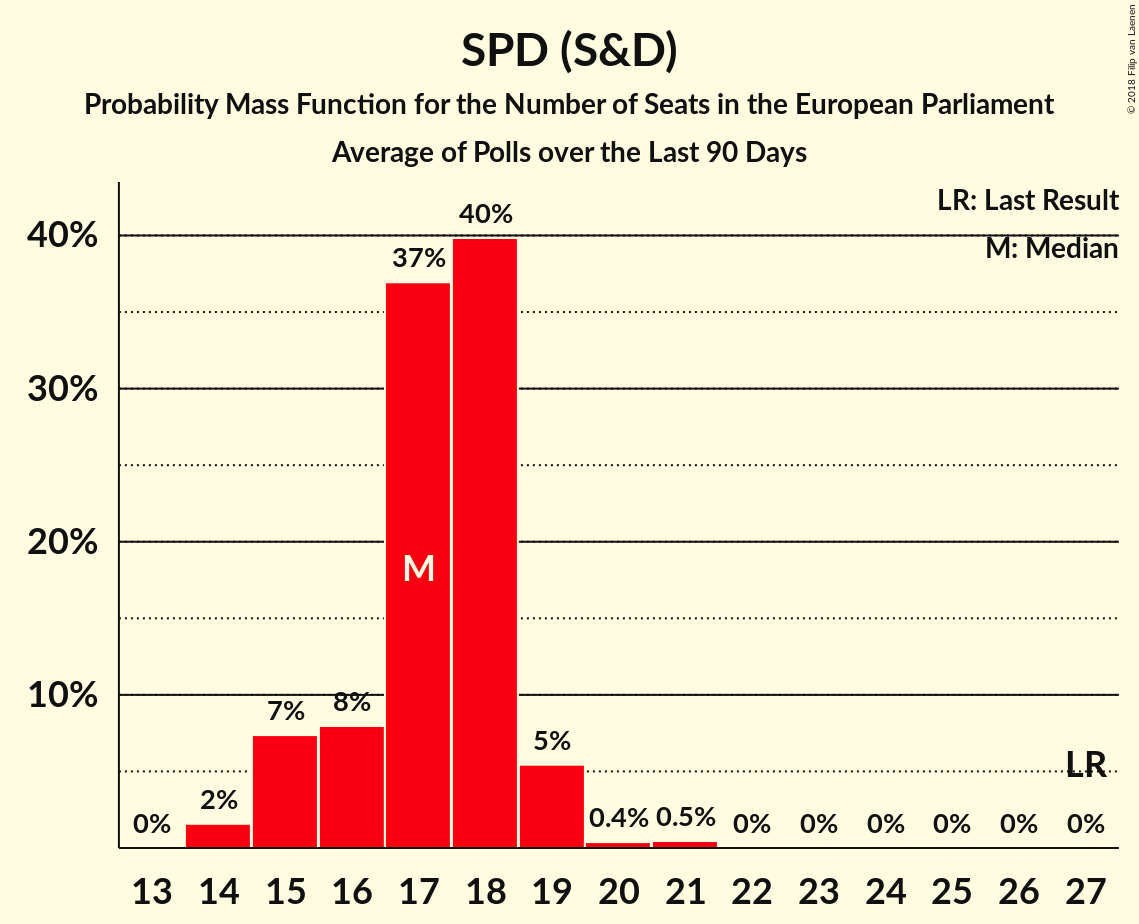 SPD (S&D)
Probability Mass Function for the Number of Seats in the European Parliament
Average of Polls over the Last 90 Days
© 2018 Filip van Laenen
LR: Last Result
M: Median
40%
30%
20%
10%
0%
2%
7%
8%
37%
40%
5%
0.4%
0.5%
0%
0%
0%
0%
0%
0%
M
LR
13 14 15 16 17 18 19 20 21 22 23 24 25 26 27